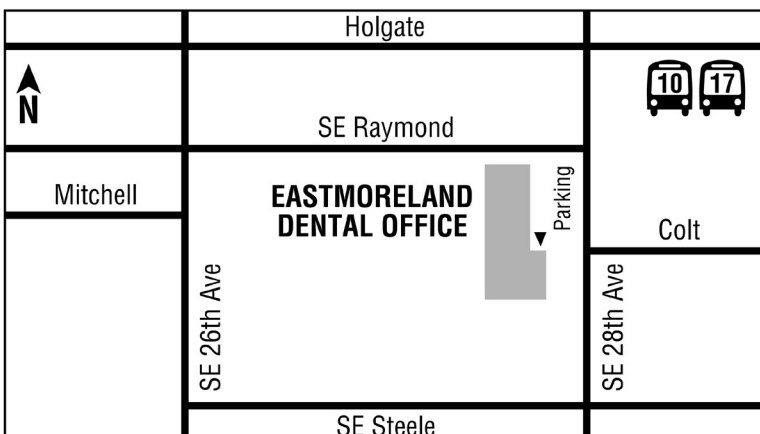 Holgate
N
10 17
SE Raymond
Mitchell
EASTMORELAND
DENTAL OFFICE
Parking
Colt
SE 26th Ave
SE 28th Ave
SE Steele